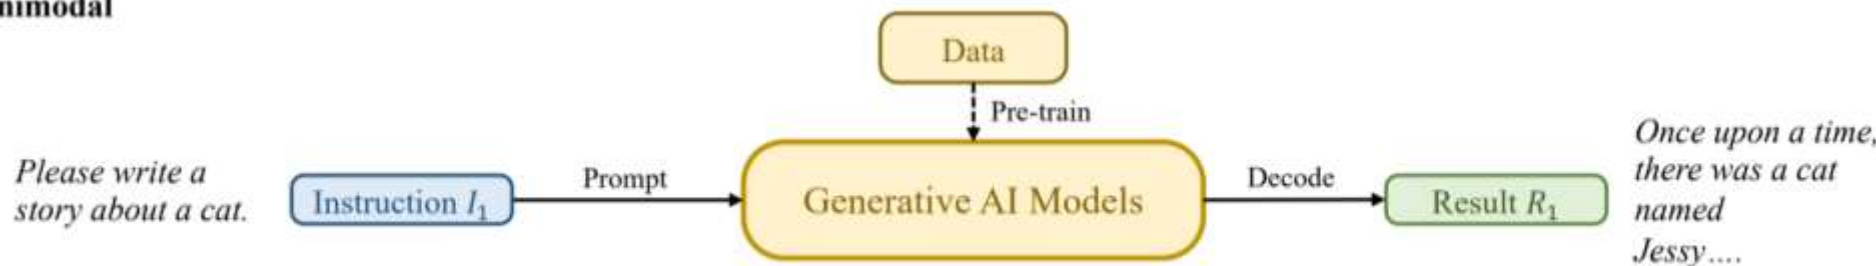 nimodal
Data
Pre-train
Please write a
story about a cat.
Instruction I₁
Prompt
Generative AI Models
Decode
Result R₁
Once upon a time,
there was a cat
named
Jessy....